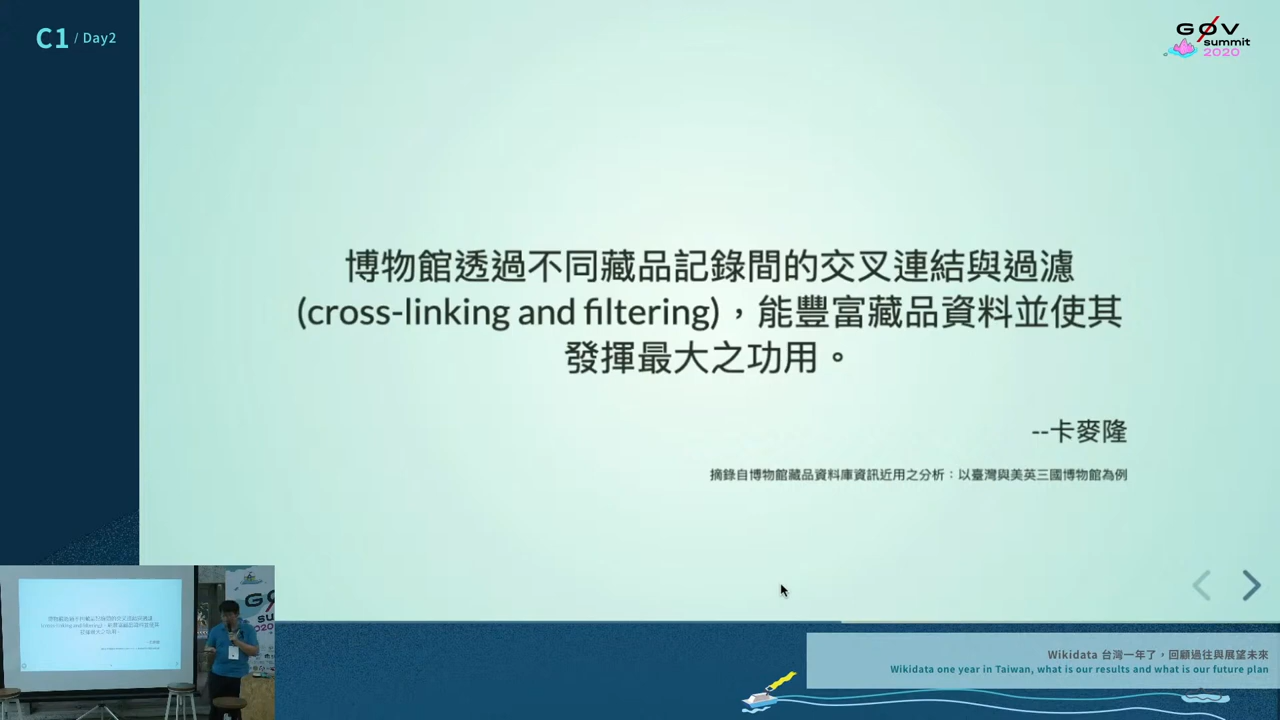 C1 / Day2
GØV
summit
2020
博物館透過不同藏品記錄間的交叉連結與過濾
(cross-linking and filtering)，能豐富藏品資料並使其
發揮最大之功用。
--卡麥隆
摘錄自博物館藏品資料庫資訊近用之分析：以臺灣與美英三國博物館為例
Wikidata 台灣一年了，回顧過往與展望未來
Wikidata one year in Taiwan, what is our results and what is our future plan